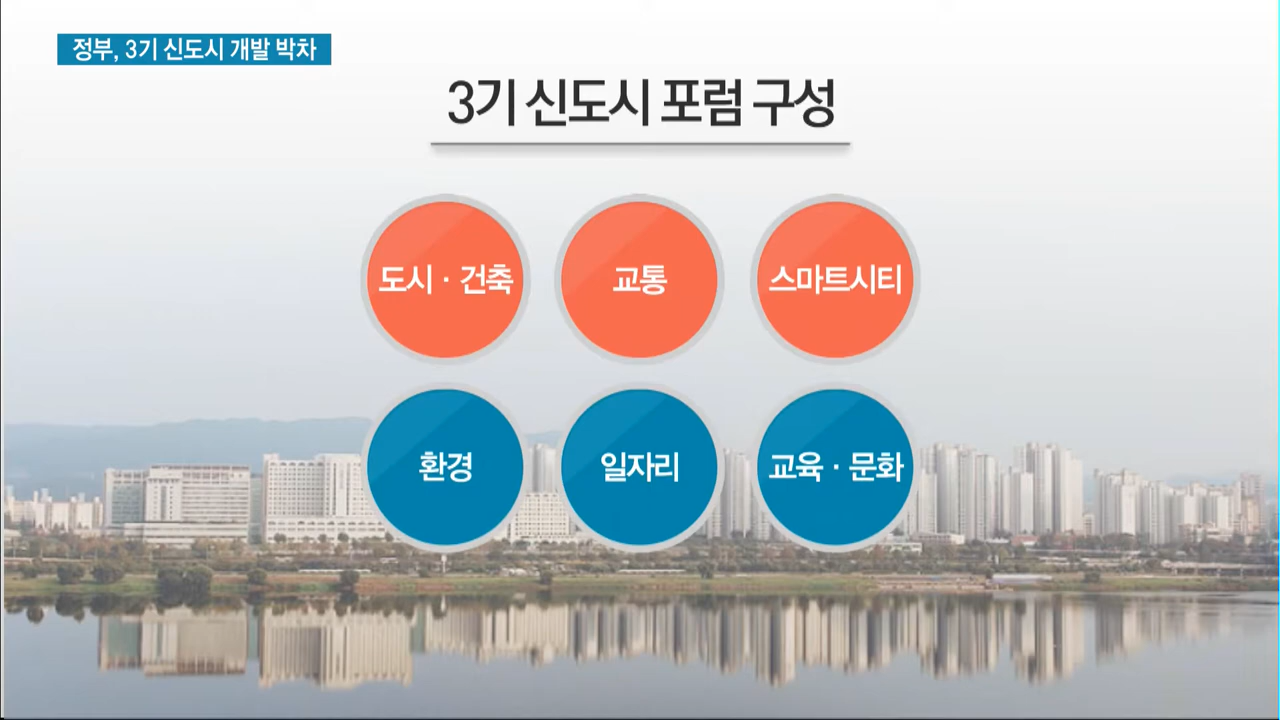 정부, 3기 신도시 개발 박차
3기 신도시 포럼 구성
도시 · 건축
교통
스마트시티
환경
일자리
교육 · 문화